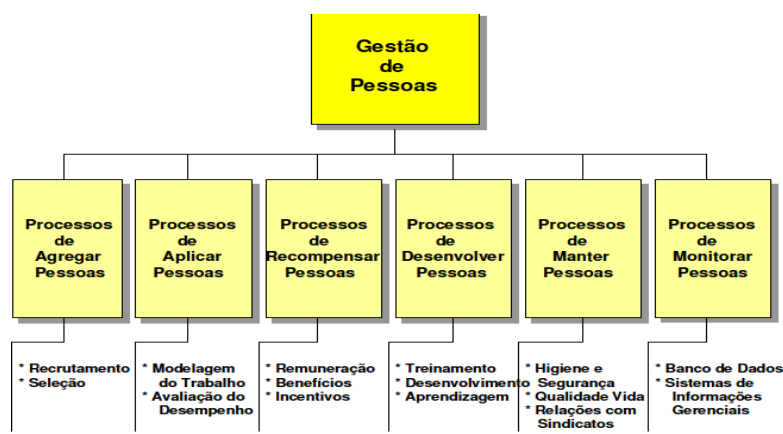 Gestão
de
Pessoas
Processos
de
Agregar
Pessoas
Processos
de
Aplicar
Pessoas
Processos
de
Recompensar
Pessoas
Processos
de
Desenvolver
Pessoas
Processos
de
Manter
Pessoas
Processos
de
Monitorar
Pessoas
* Recrutamento
* Seleção
* Modelagem
do Trabalho
* Avaliação do
Desempenho
* Remuneração
* Benefícios
* Incentivos
* Treinamento
* Desenvolvimento
* Aprendizagem
* Higiene e
Segurança
* Qualidade Vida
* Relações com
Sindicatos
* Banco de Dados
* Sistemas de
Informações
Gerenciais